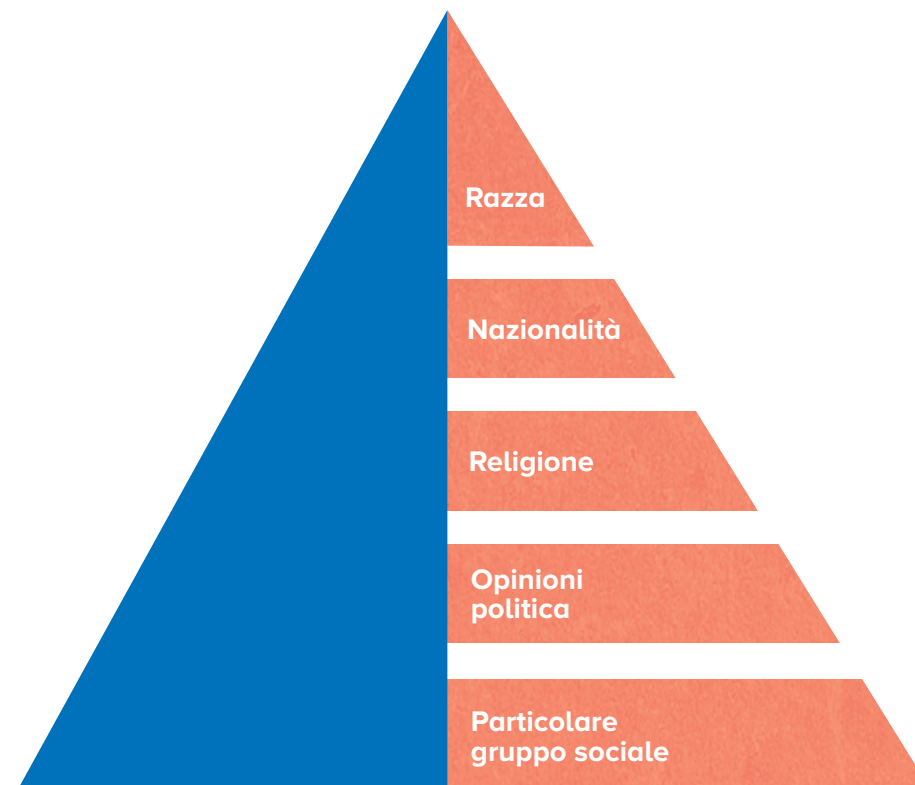 Razza
Nazionalità
Religione
Opinioni
politica
Particolare
gruppo sociale